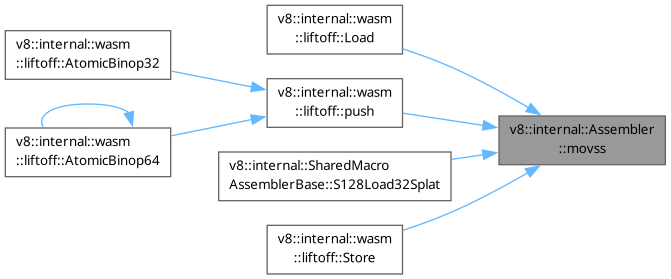 v8::internal::wasm
::liftoff::Load
v8::internal::wasm
::liftoff::AtomicBinop32
v8::internal::wasm
::liftoff::push
v8::internal::Assembler
::movss
v8::internal::wasm
::liftoff::AtomicBinop64
v8::internal::SharedMacro
AssemblerBase::S128Load32Splat
v8::internal::wasm
::liftoff::Store